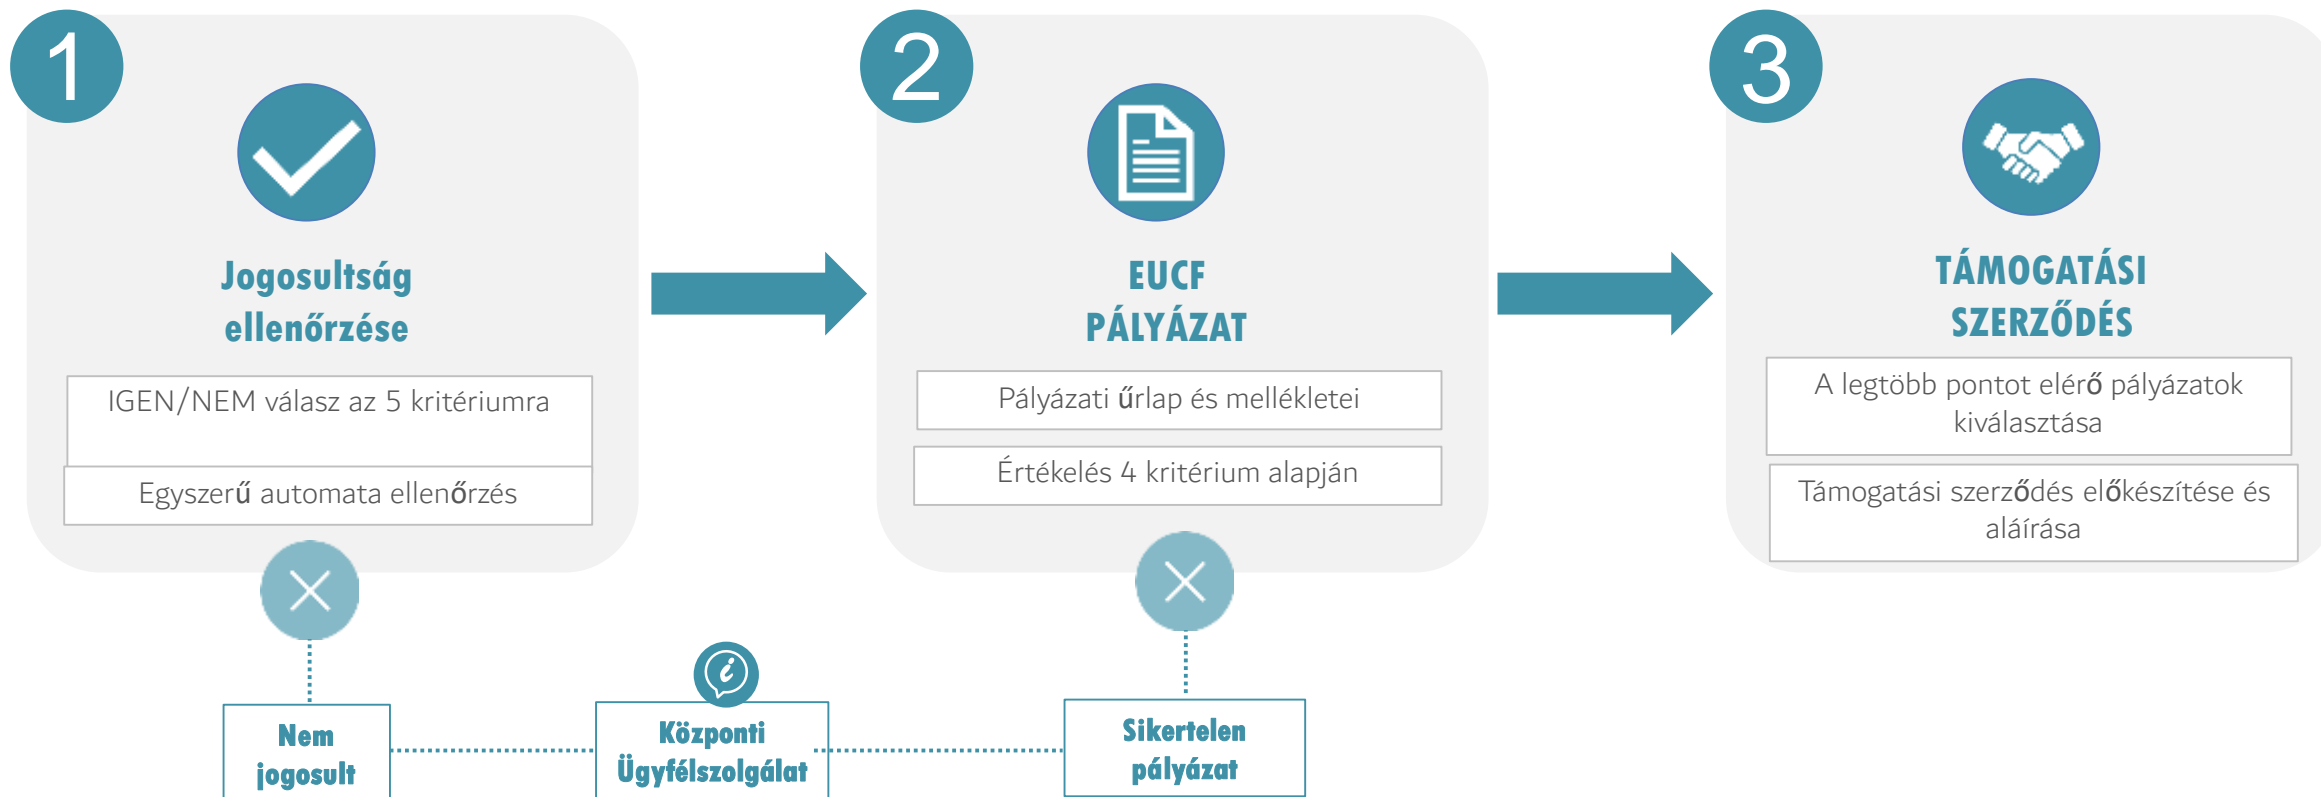 1
Jogosultság
ellenőrzése
IGEN/NEM válasz az 5 kritériumra
Egyszerű automata ellenőrzés
2
EUCF
PÁLYÁZAT
Pályázati űrlap és mellékletei
Értékelés 4 kritérium alapján
3
TÁMOGATÁSI
SZERZŐDÉS
A legtöbb pontot elérő pályázatok
kiválasztása
Támogatási szerződés előkészítése és
aláírása
Nem
jogosult
i
Központi
Ügyfélszolgálat
Sikertelen
pályázat